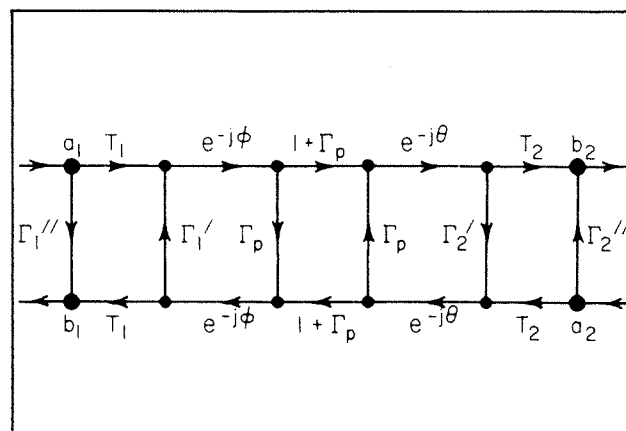 a₁ T₁ e^{-jϕ} 1 + Γₚ e^{-jθ} T₂ b₂
Γ₁″ Γ₁′ Γₚ Γₚ Γ₂′ Γ₂″
b₁ T₁ e^{-jϕ} 1 + Γₚ e^{-jθ} T₂ a₂